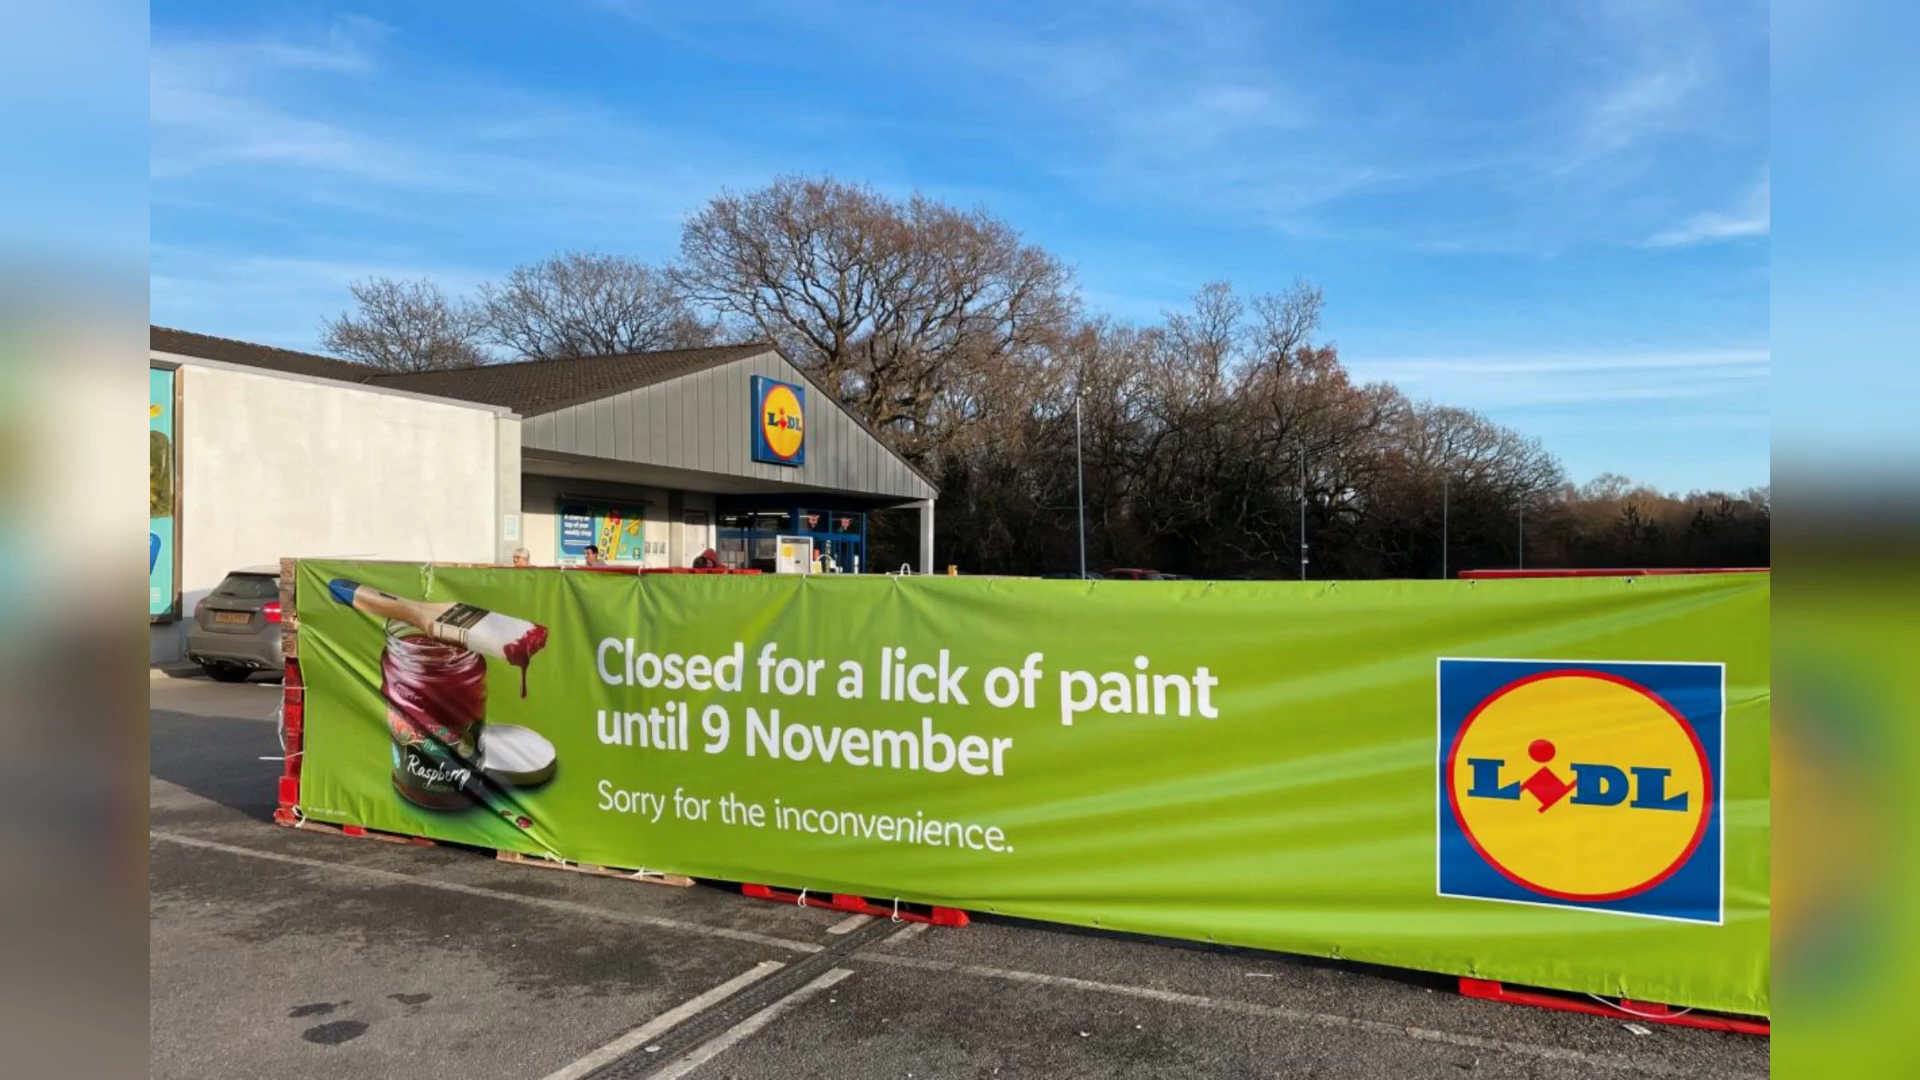 LIDL
Closed for a lick of paint
until 9 November
Sorry for the inconvenience.
Raspberry
LIDL